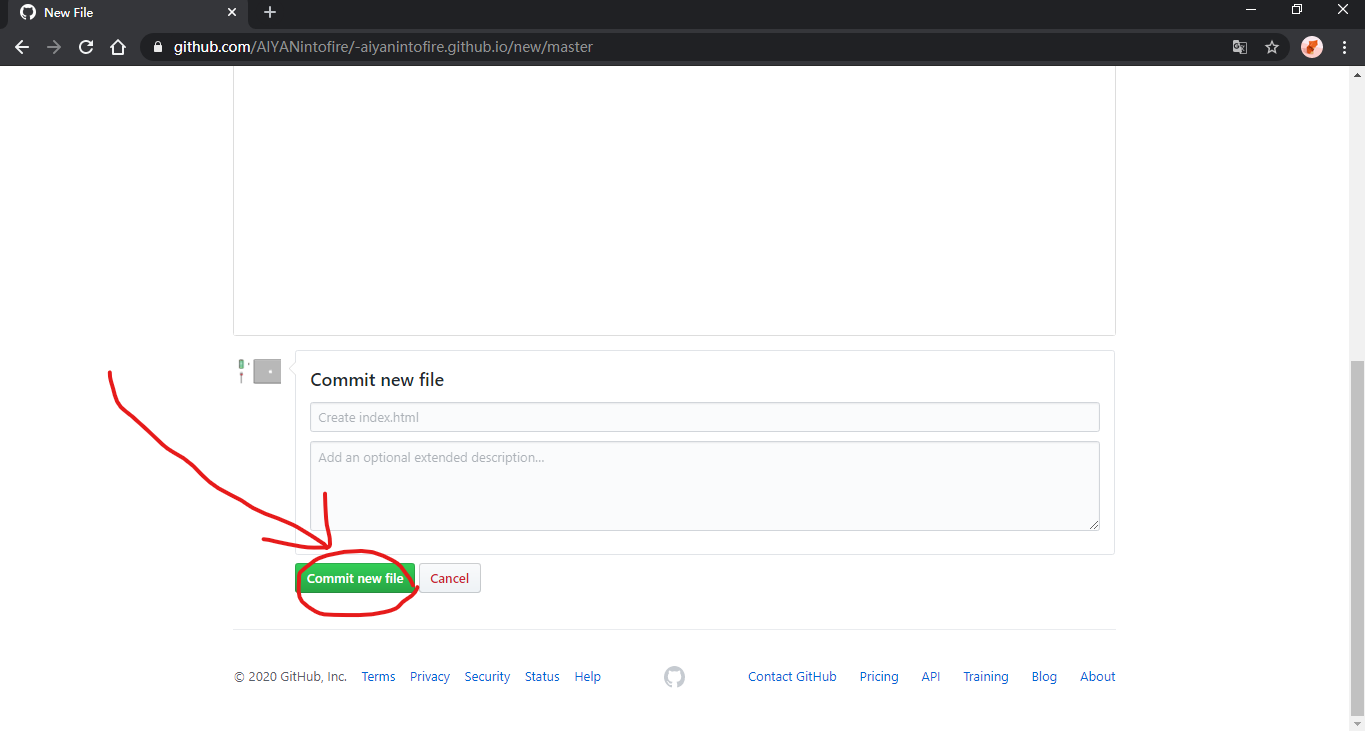 New File
github.com/AIYANintofire/-aiyanintofire.github.io/new/master
Commit new file
Create index.html
Add an optional extended description...
Commit new file Cancel
© 2020 GitHub, Inc. Terms Privacy Security Status Help Contact GitHub Pricing API Training Blog About